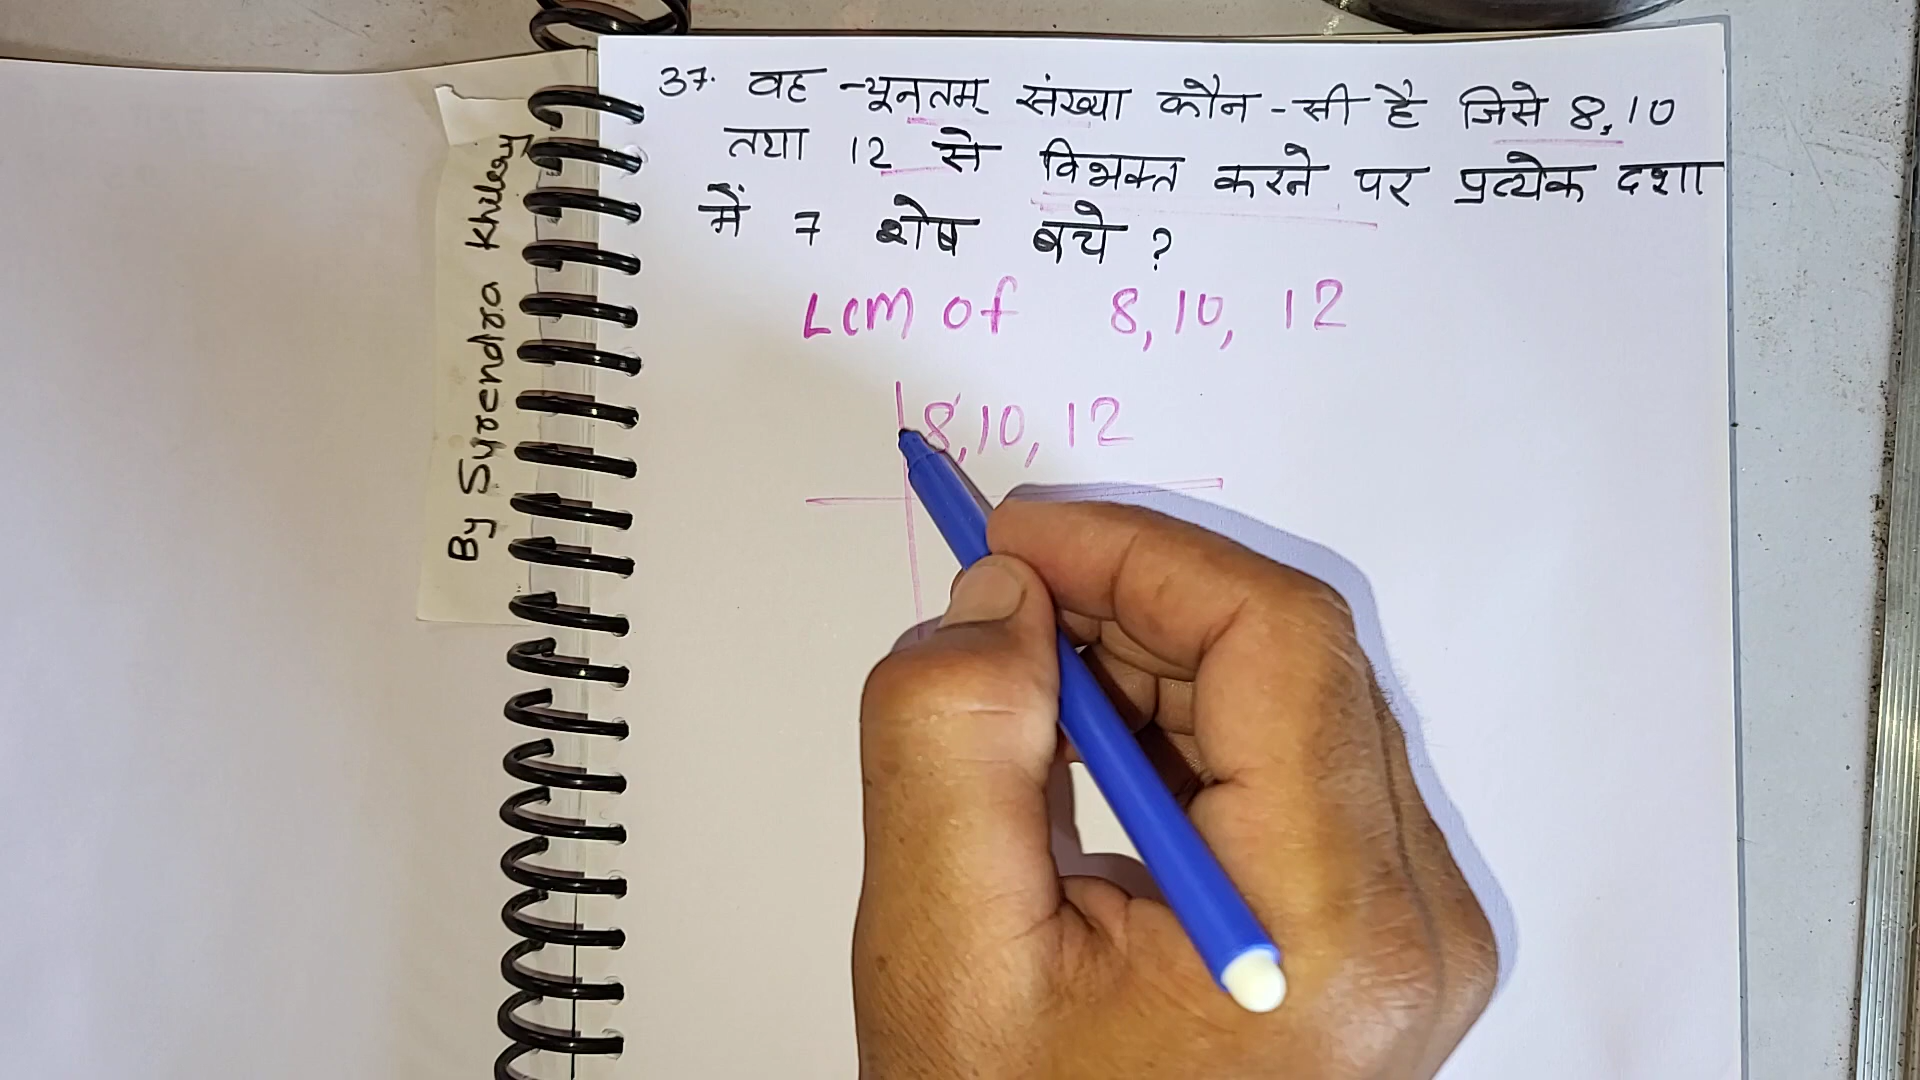 37. वह न्यूनतम् संख्या कौन-सी है जिसे 8,10
तथा 12 से विभक्त करने पर प्रत्येक दशा
में 7 शेष बचे ?
LCM of 8, 10, 12
8, 10, 12
By Surendra Khilery